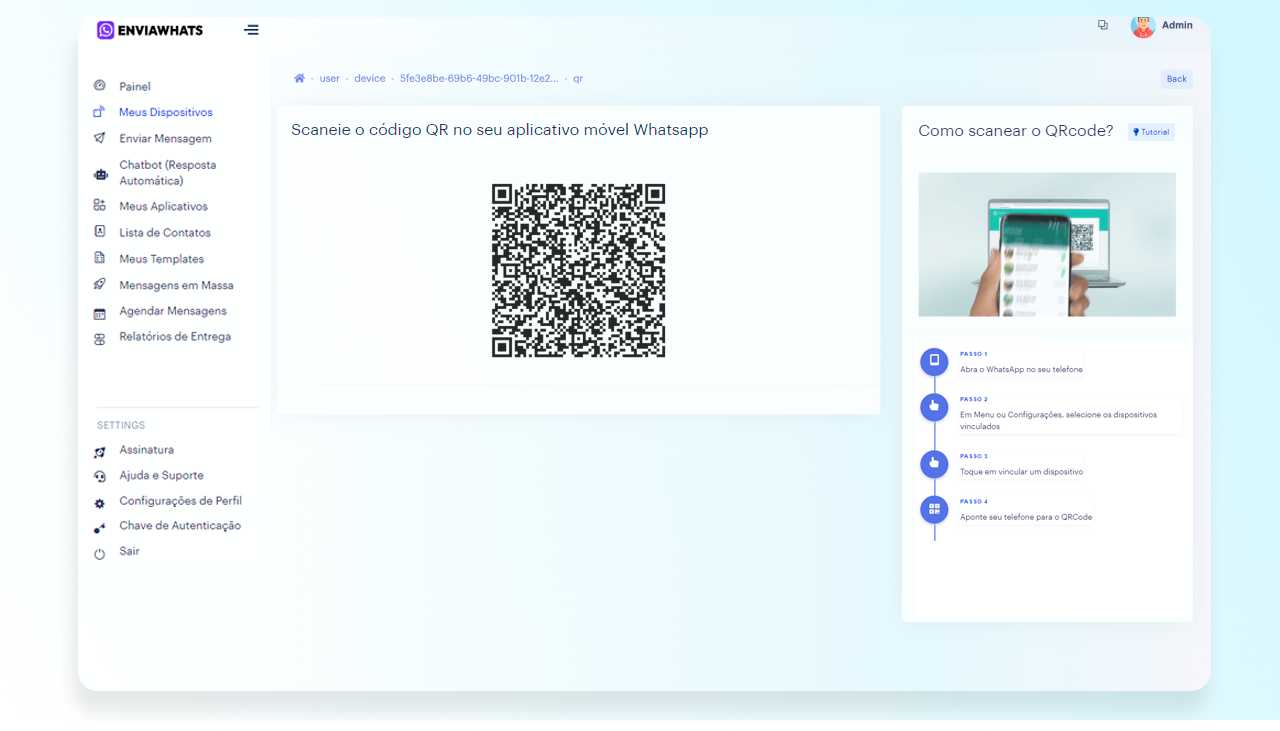 ENVIAWHATS
Admin
Painel
Meus Dispositivos
Enviar Mensagem
Chatbot (Resposta
Automática)
Meus Aplicativos
Lista de Contatos
Meus Templates
Mensagens em Massa
Agendar Mensagens
Relatórios de Entrega
SETTINGS
Assinatura
Ajuda e Suporte
Configurações de Perfil
Chave de Autenticação
Sair
- user - device - 5fe3e8be-69b6-49bc-901b-12e2... - qr
Back
Scaneie o código QR no seu aplicativo móvel Whatsapp
Como scanear o QRcode?
Tutorial
PASSO 1
Abra o WhatsApp no seu telefone
PASSO 2
Em Menu ou Configurações, selecione os dispositivos
vinculados
PASSO 3
Toque em vincular um dispositivo
PASSO 4
Aponte seu telefone para o QRCode